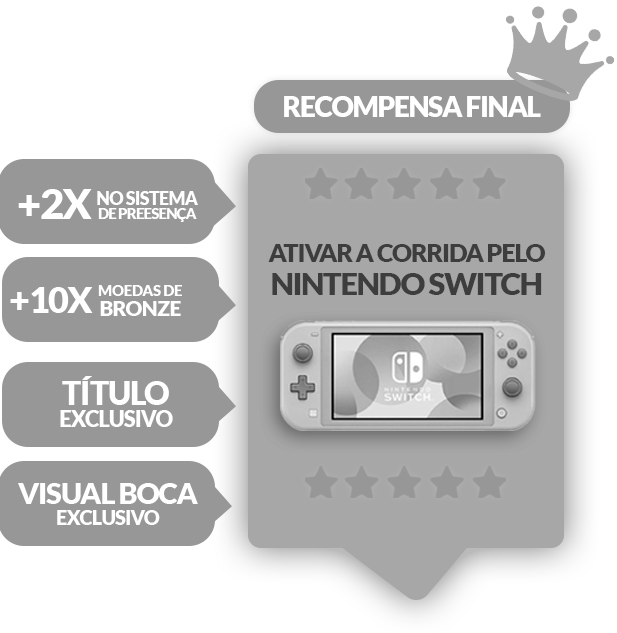 RECOMPENSA FINAL
+2X NO SISTEMA
DE PREESENÇA
+10X MOEDAS DE
BRONZE
TÍTULO
EXCLUSIVO
VISUAL BOCA
EXCLUSIVO
ATIVAR A CORRIDA PELO
NINTENDO SWITCH
NINTENDO
SWITCH